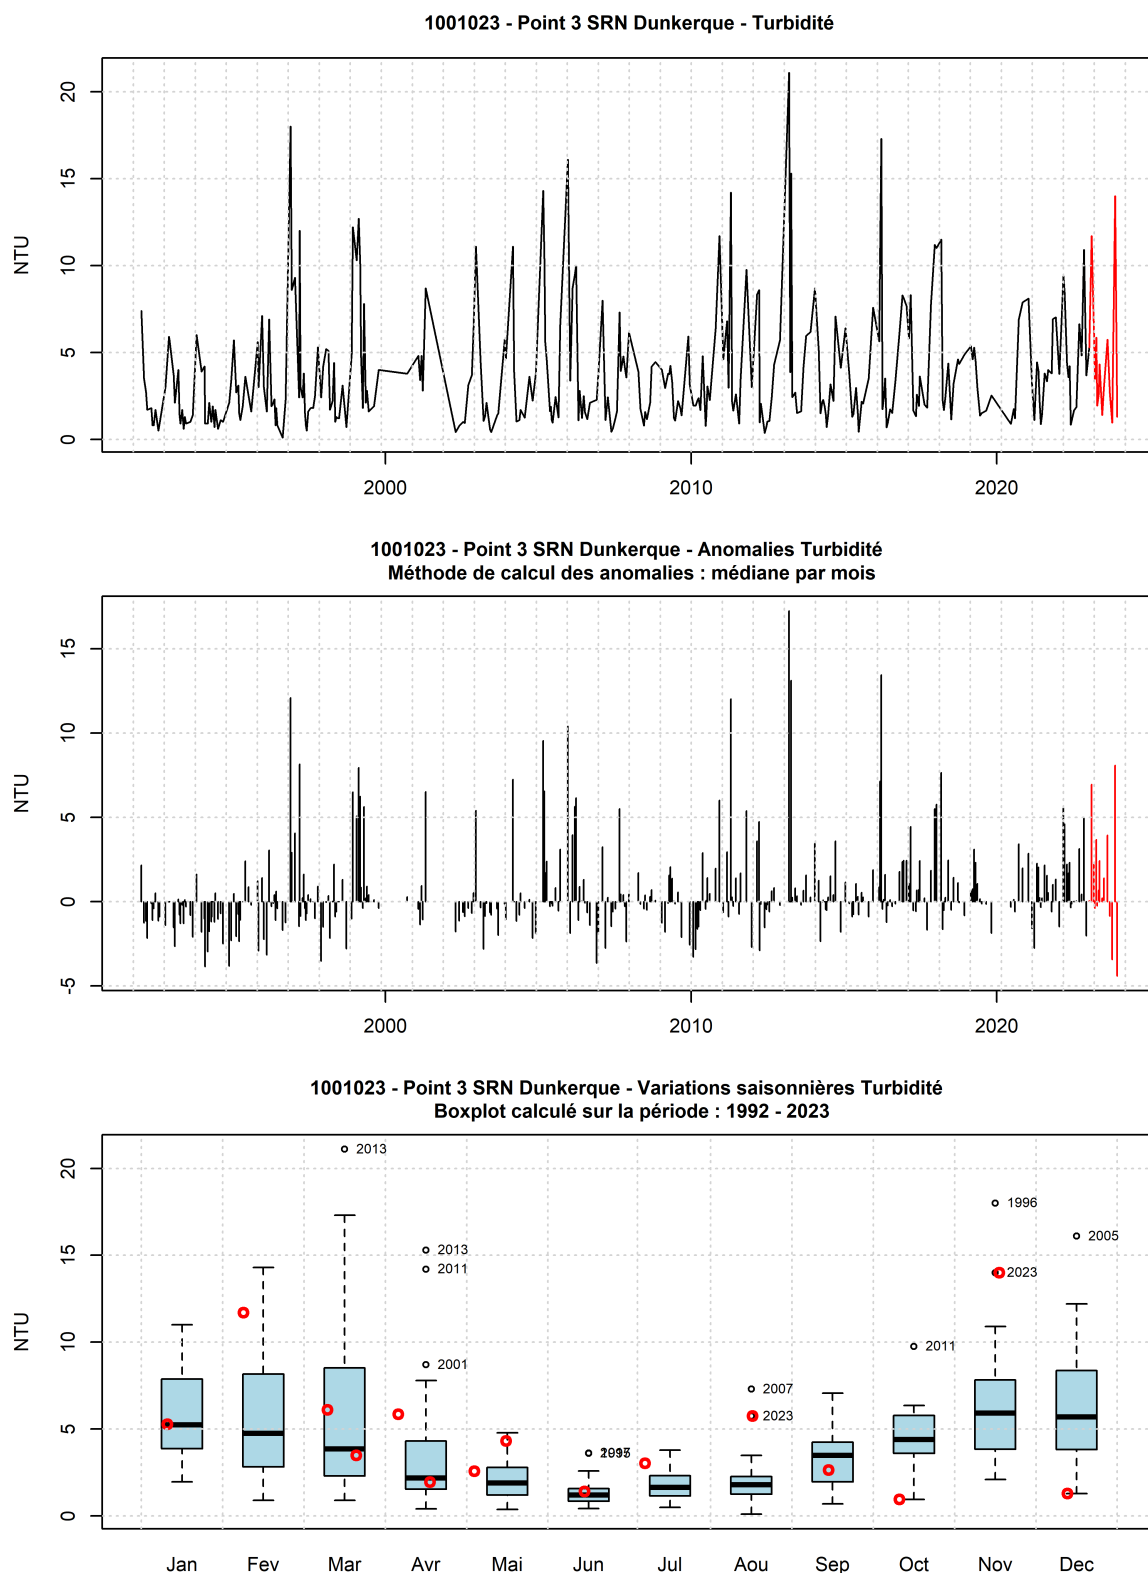 1001023 - Point 3 SRN Dunkerque - Turbidité
NTU
20
15
10
5
0
2000 2010 2020
1001023 - Point 3 SRN Dunkerque - Anomalies Turbidité
Méthode de calcul des anomalies : médiane par mois
NTU
15
10
5
0
-5
2000 2010 2020
1001023 - Point 3 SRN Dunkerque - Variations saisonnières Turbidité
Boxplot calculé sur la période : 1992 - 2023
NTU
20
15
10
5
0
2013
1996
2005
2013
2011
2023
2011
2001
2007
2023
Jan Fev Mar Avr Mai Jun Jul Aou Sep Oct Nov Dec